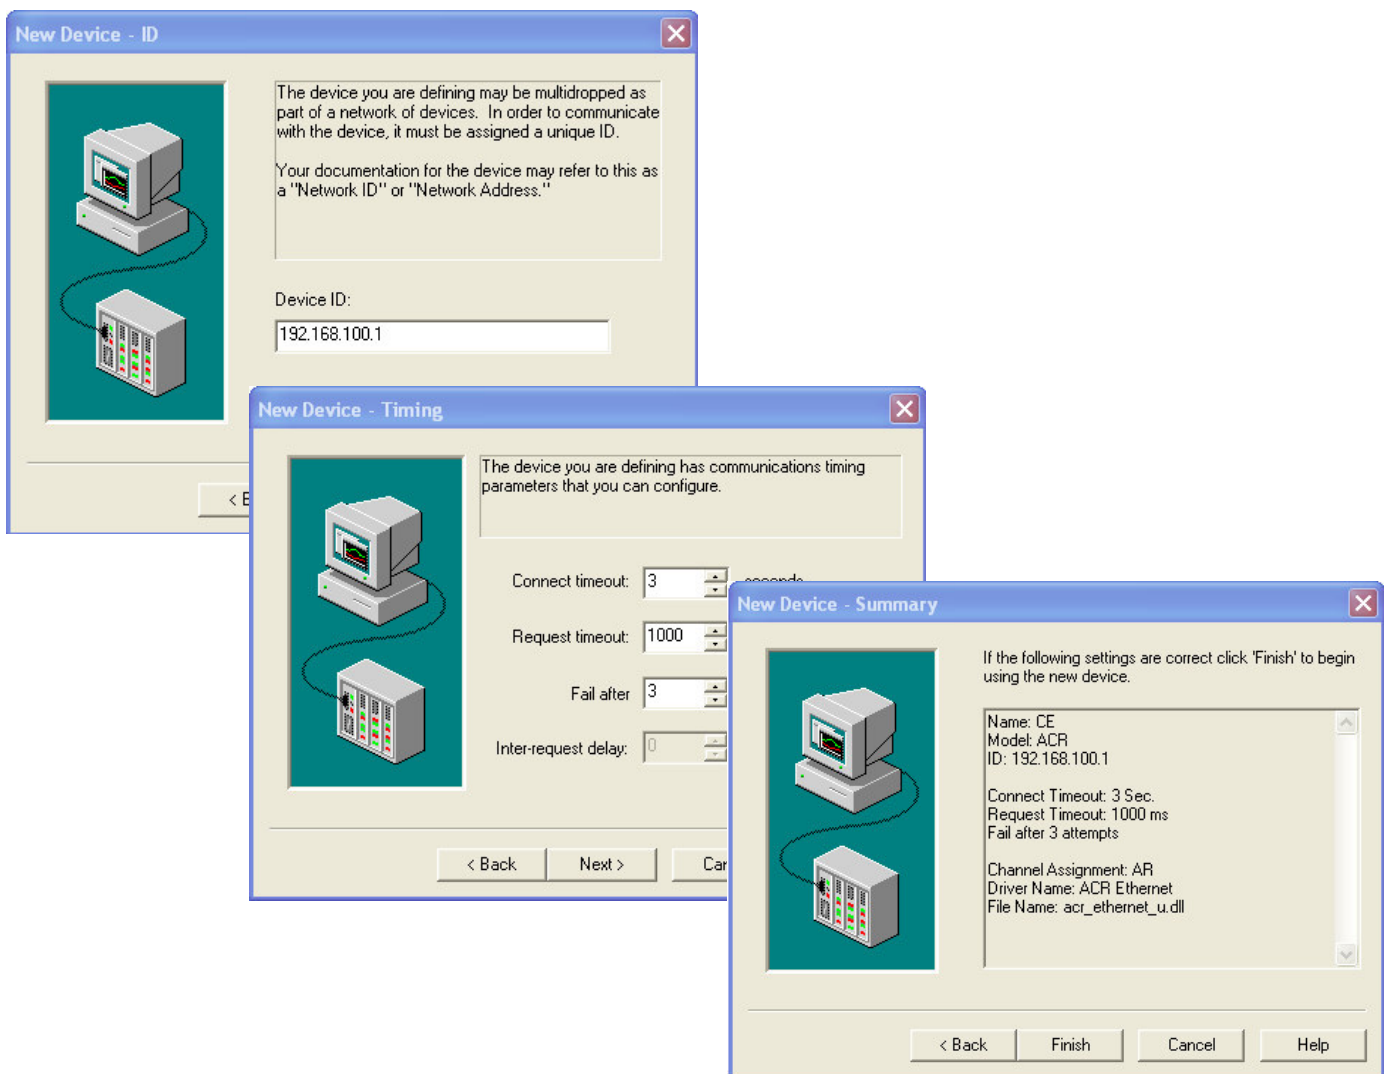 New Device - ID
The device you are defining may be multidropped as
part of a network of devices. In order to communicate
with the device, it must be assigned a unique ID.
Your documentation for the device may refer to this as
a "Network ID" or "Network Address."
Device ID:
192.168.100.1
New Device - Timing
The device you are defining has communications timing
parameters that you can configure.
Connect timeout: 3
Request timeout: 1000
Fail after 3
Inter-request delay: 0
< Back Next >
New Device - Summary
If the following settings are correct click 'Finish' to begin
using the new device.
Name: CE
Model: ACR
ID: 192.168.100.1
Connect Timeout: 3 Sec.
Request Timeout: 1000 ms
Fail after 3 attempts
Channel Assignment: AR
Driver Name: ACR Ethernet
File Name: acr_ethernet_u.dll
< Back Finish Cancel Help